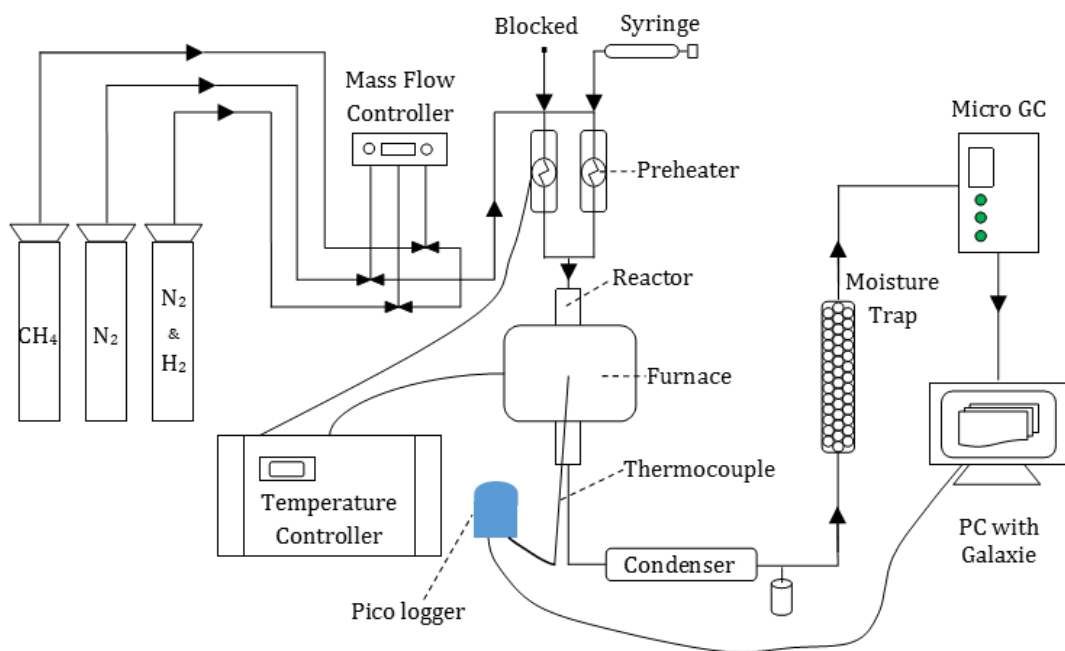 Blocked
Syringe
Mass Flow
Controller
Micro GC
Preheater
Reactor
Moisture
Trap
CH₄
N₂
N₂
&
H₂
Furnace
Thermocouple
Temperature
Controller
Condenser
PC with
Galaxie
Pico logger